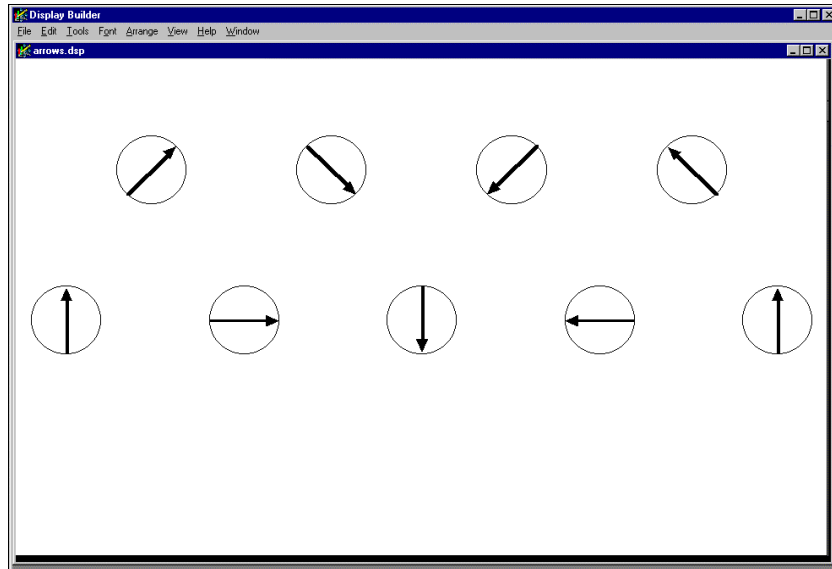 Display Builder
File Edit Tools Font Arrange View Help Window
arrows.dsp